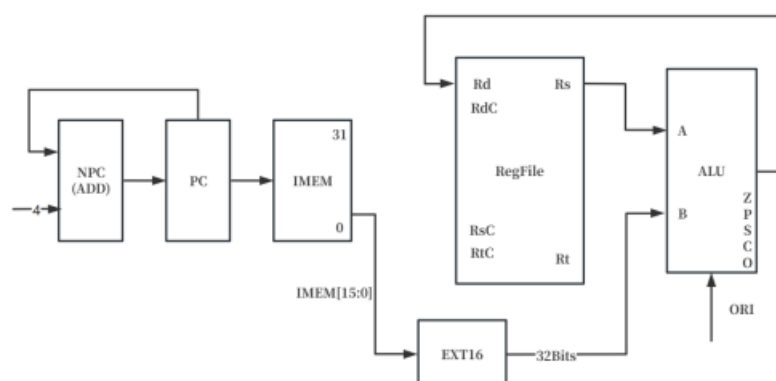 NPC
(ADD)
4
PC
31
IMEM
0
IMEM[15:0]
EXT16
32Bits
Rd
RdC
Rs
RegFile
RsC
RtC
Rt
A
ALU
B
Z
P
S
C
O
ORI